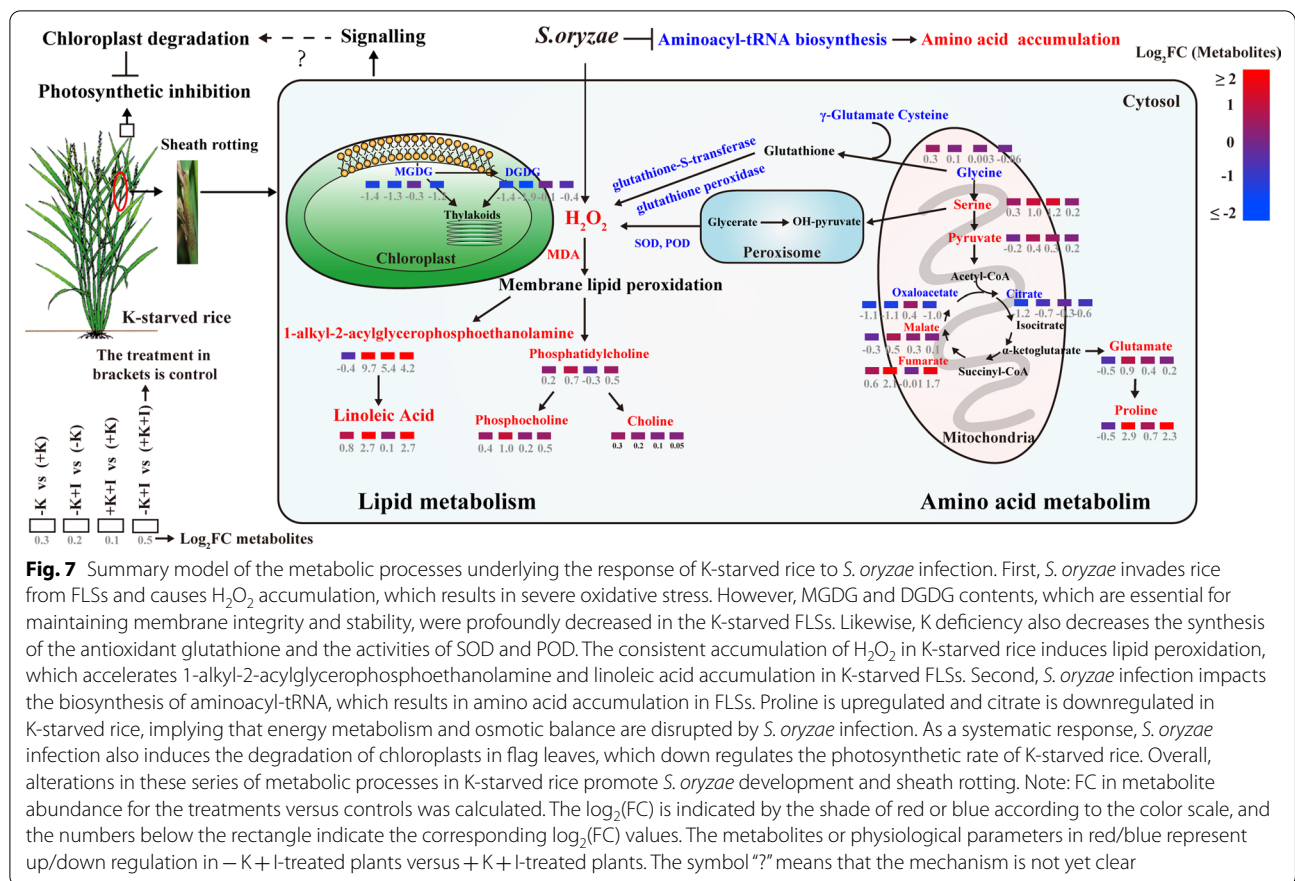 Chloroplast degradation
?
Signalling
S.oryzae
Aminoacyl-tRNA biosynthesis
Amino acid accumulation
Log₂FC (Metabolites)
≥ 2
1
0
-1
≤ -2
Photosynthetic inhibition
Sheath rotting
K-starved rice
The treatment in
brackets is control
-K vs (+K)
-K+I vs (-K)
+K+I vs (+K)
-K+I vs (+K+I)
0.3 0.2 0.1 0.5
Log₂FC metabolites
Cytosol
MGDG
-1.4 -1.3 -0.3 -1.2
DGDG
-1.4 -1.9 -0.1 -0.4
Thylakoids
Chloroplast
H₂O₂
MDA
Membrane lipid peroxidation
glutathione-S-transferase
glutathione peroxidase
SOD, POD
Glutathione
γ-Glutamate Cysteine
Glycerate
OH-pyruvate
Peroxisome
0.3 0.1 0.003 -0.06
Glycine
Serine
0.3 1.0 1.2 0.2
Pyruvate
-0.2 0.4 0.3 0.2
Acetyl-CoA
Oxaloacetate
-1.1 -1.1 0.4 -1.0
Citrate
-1.2 -0.7 -0.3 -0.6
Isocitrate
Malate
-0.3 0.5 0.3 0.1
α-ketoglutarate
Fumarate
0.6 2.1 -0.01 1.7
Succinyl-CoA
Mitochondria
Glutamate
-0.5 0.9 0.4 0.2
Proline
-0.5 2.9 0.7 2.3
1-alkyl-2-acylglycerophosphoethanolamine
-0.4 9.7 5.4 4.2
Linoleic Acid
0.8 2.7 0.1 2.7
Phosphatidylcholine
0.2 0.7 -0.3 0.5
Phosphocholine
0.4 1.0 0.2 0.5
Choline
0.3 0.2 0.1 0.05
Lipid metabolism
Amino acid metabolim
Fig. 7 Summary model of the metabolic processes underlying the response of K-starved rice to S. oryzae infection. First, S. oryzae invades rice
from FLSs and causes H₂O₂ accumulation, which results in severe oxidative stress. However, MGDG and DGDG contents, which are essential for
maintaining membrane integrity and stability, were profoundly decreased in the K-starved FLSs. Likewise, K deficiency also decreases the synthesis
of the antioxidant glutathione and the activities of SOD and POD. The consistent accumulation of H₂O₂ in K-starved rice induces lipid peroxidation,
which accelerates 1-alkyl-2-acylglycerophosphoethanolamine and linoleic acid accumulation in K-starved FLSs. Second, S. oryzae infection impacts
the biosynthesis of aminoacyl-tRNA, which results in amino acid accumulation in FLSs. Proline is upregulated and citrate is downregulated in
K-starved rice, implying that energy metabolism and osmotic balance are disrupted by S. oryzae infection. As a systematic response, S. oryzae
infection also induces the degradation of chloroplasts in flag leaves, which down regulates the photosynthetic rate of K-starved rice. Overall,
alterations in these series of metabolic processes in K-starved rice promote S. oryzae development and sheath rotting. Note: FC in metabolite
abundance for the treatments versus controls was calculated. The log₂(FC) is indicated by the shade of red or blue according to the color scale, and
the numbers below the rectangle indicate the corresponding log₂(FC) values. The metabolites or physiological parameters in red/blue represent
up/down regulation in − K + I-treated plants versus + K + I-treated plants. The symbol “?” means that the mechanism is not yet clear